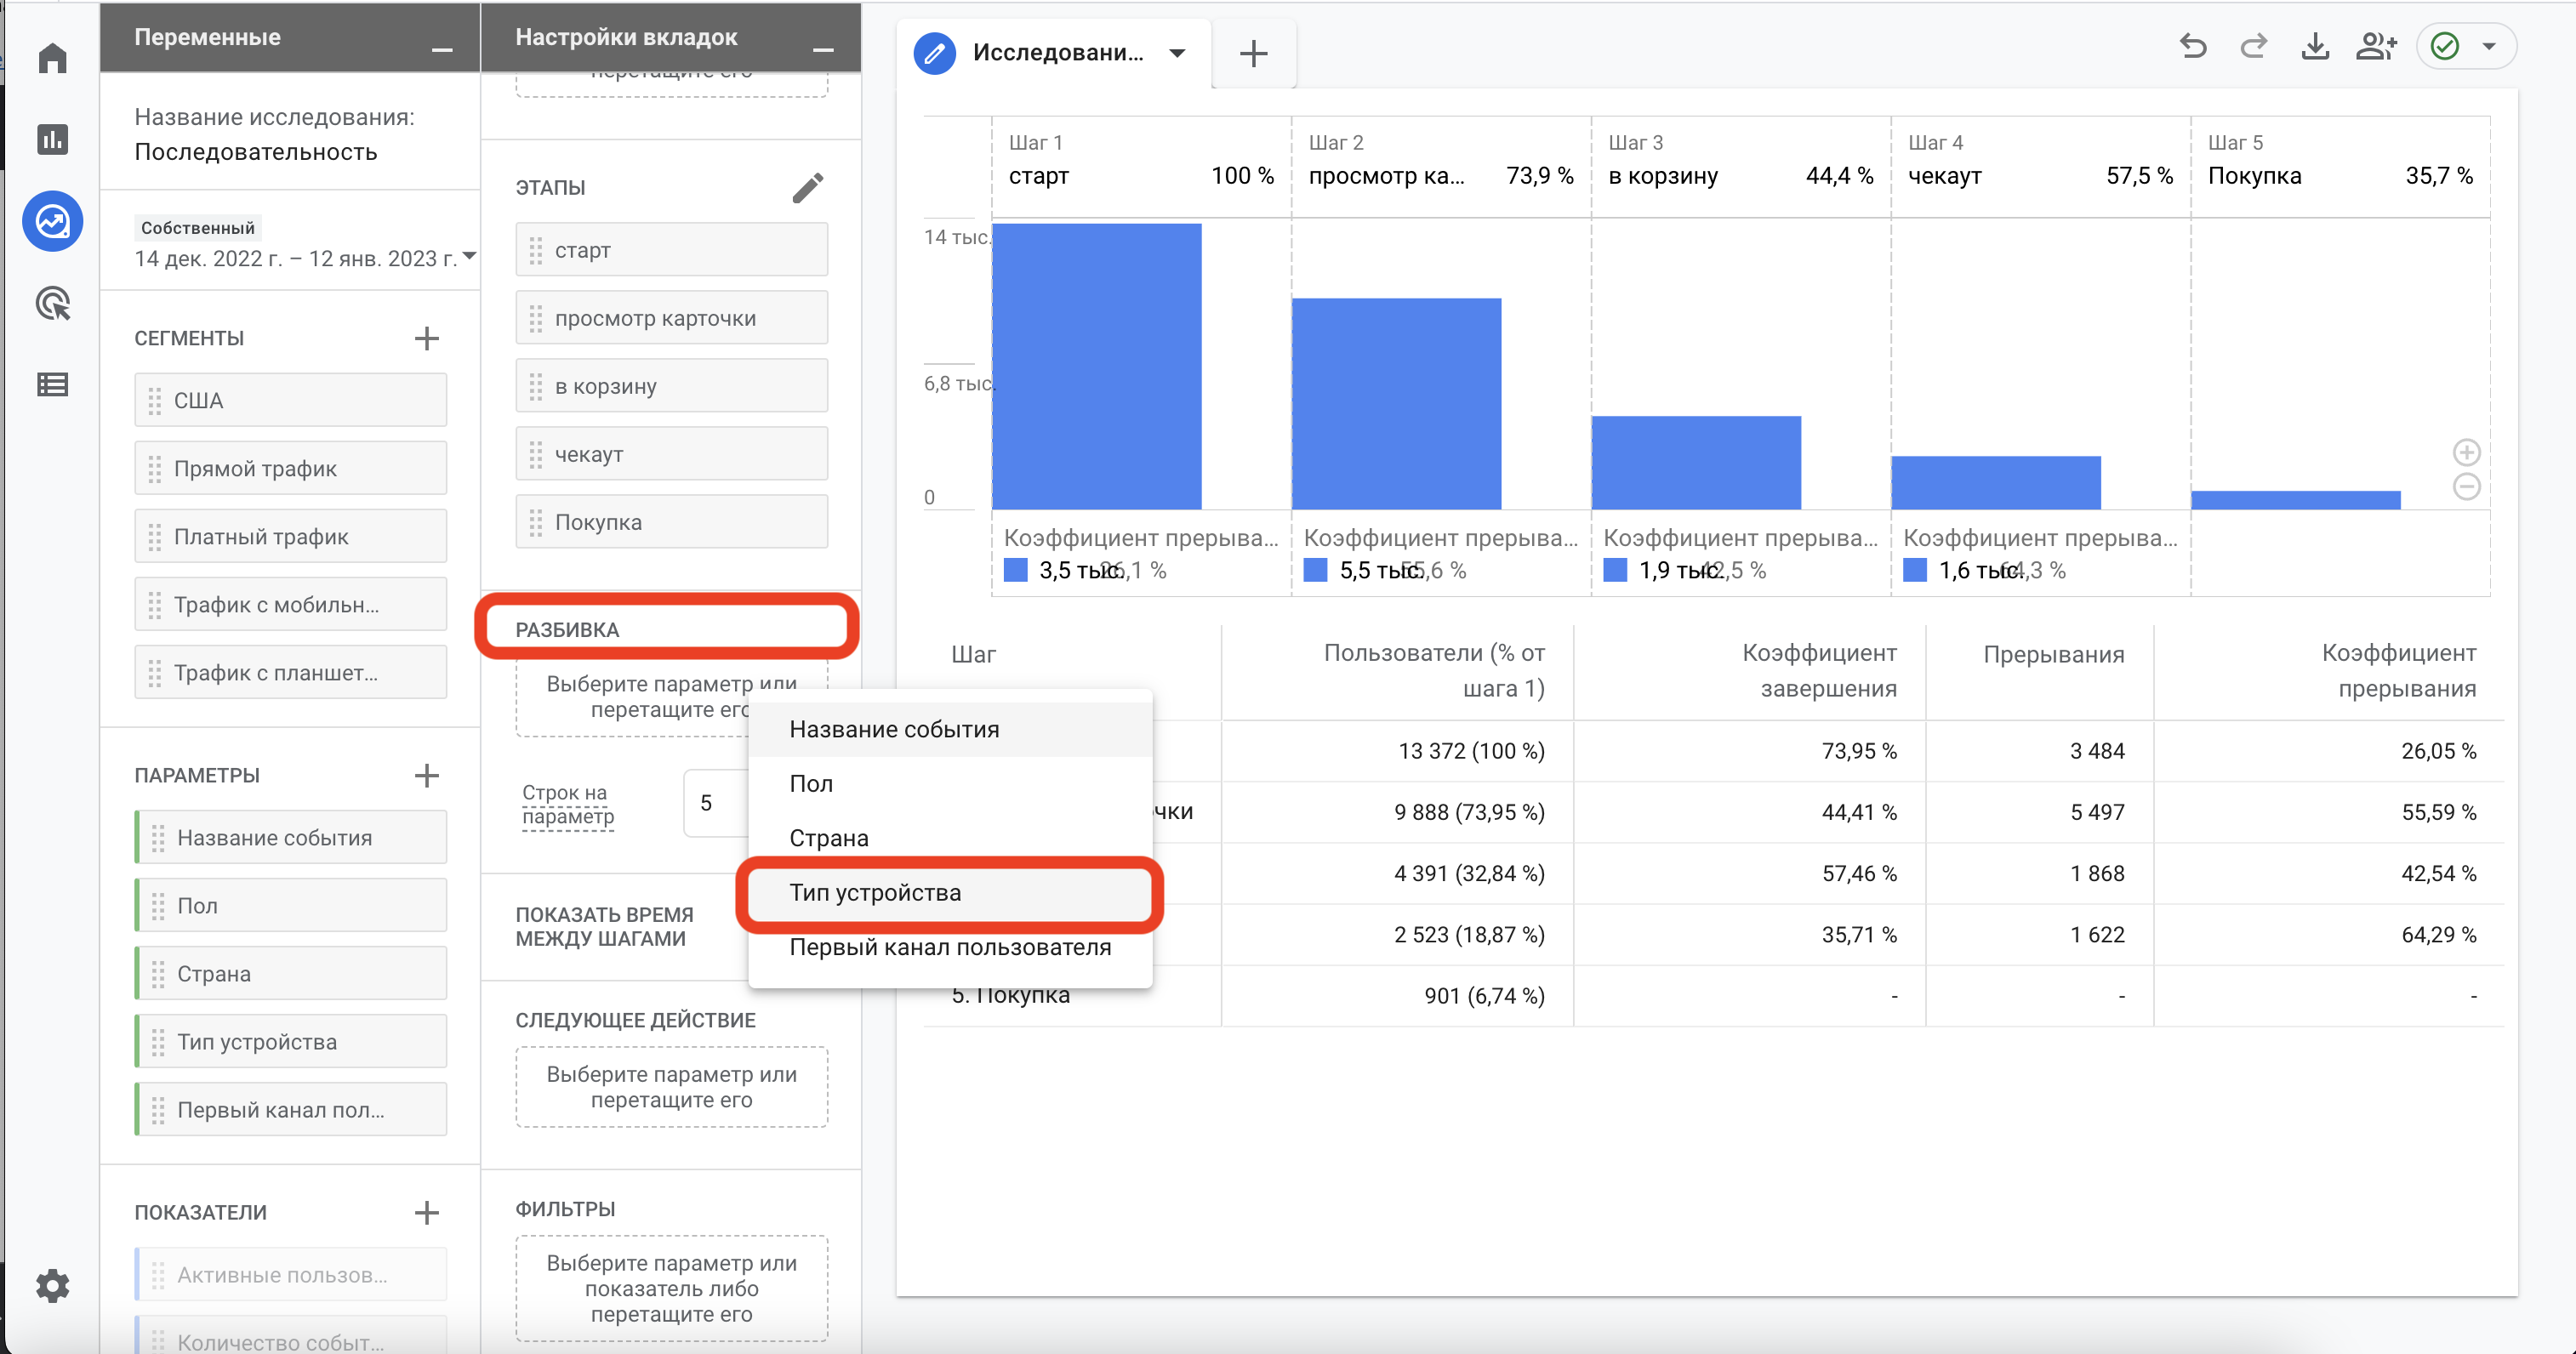 Переменные
Название исследования:
Последовательность
Собственный
14 дек. 2022 г. – 12 янв. 2023 г.
СЕГМЕНТЫ
США
Прямой трафик
Платный трафик
Трафик с мобильн...
Трафик с планшет...
ПАРАМЕТРЫ
Название события
Пол
Страна
Тип устройства
Первый канал пол...
ПОКАЗАТЕЛИ
Активные пользов...
Количество событ...
Настройки вкладок
перетащите его
ЭТАПЫ
старт
просмотр карточки
в корзину
чекаут
Покупка
РАЗБИВКА
Выберите параметр или
перетащите его
Строк на
параметр
5
ПОКАЗАТЬ ВРЕМЯ
МЕЖДУ ШАГАМИ
СЛЕДУЮЩЕЕ ДЕЙСТВИЕ
Выберите параметр или
перетащите его
ФИЛЬТРЫ
Выберите параметр или
показатель либо
перетащите его
Название события
Пол
Страна
Тип устройства
Первый канал пользователя
Исследовани...
Шаг 1
старт 100 %
Шаг 2
просмотр ка... 73,9 %
Шаг 3
в корзину 44,4 %
Шаг 4
чекаут 57,5 %
Шаг 5
Покупка 35,7 %
14 тыс.
6,8 тыс.
0
Коэффициент прерыва...
3,5 тыс. 26,1 %
Коэффициент прерыва...
5,5 тыс. 55,6 %
Коэффициент прерыва...
1,9 тыс. 42,5 %
Коэффициент прерыва...
1,6 тыс. 64,3 %
Шаг
Пользователи (% от
шага 1)
Коэффициент
завершения
Прерывания
Коэффициент
прерывания
13 372 (100 %) 73,95 % 3 484 26,05 %
чки 9 888 (73,95 %) 44,41 % 5 497 55,59 %
4 391 (32,84 %) 57,46 % 1 868 42,54 %
2 523 (18,87 %) 35,71 % 1 622 64,29 %
5. Покупка 901 (6,74 %) - - -